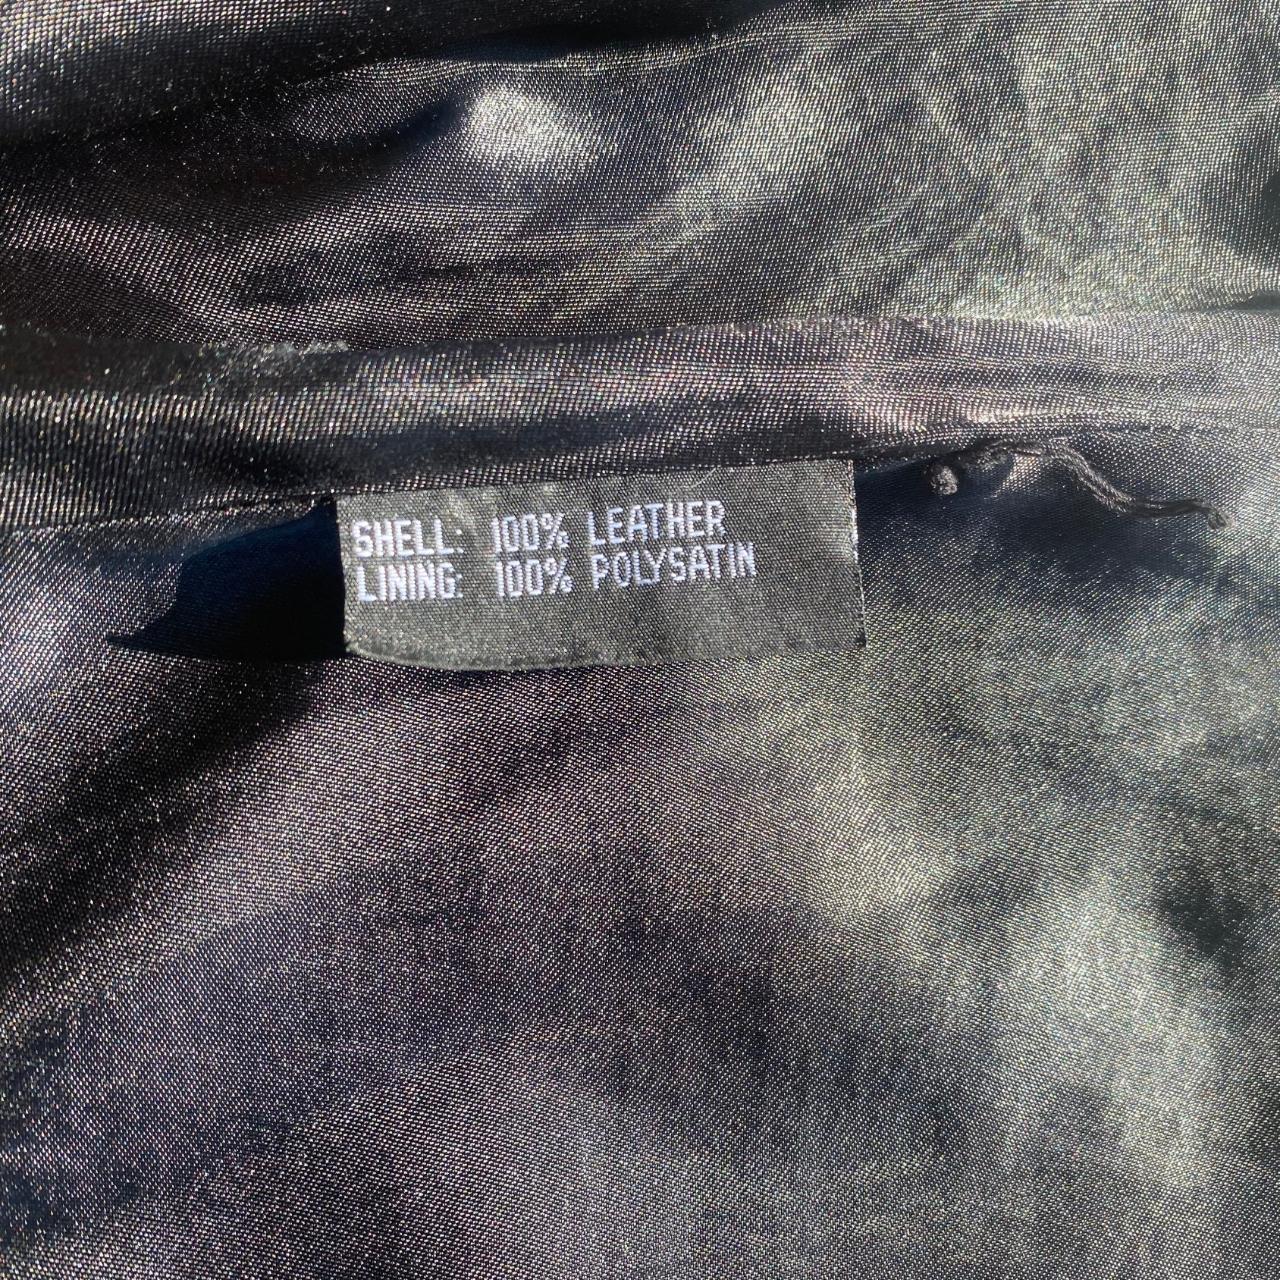 SHELL: 100% LEATHER
LINING: 100% POLYSATIN